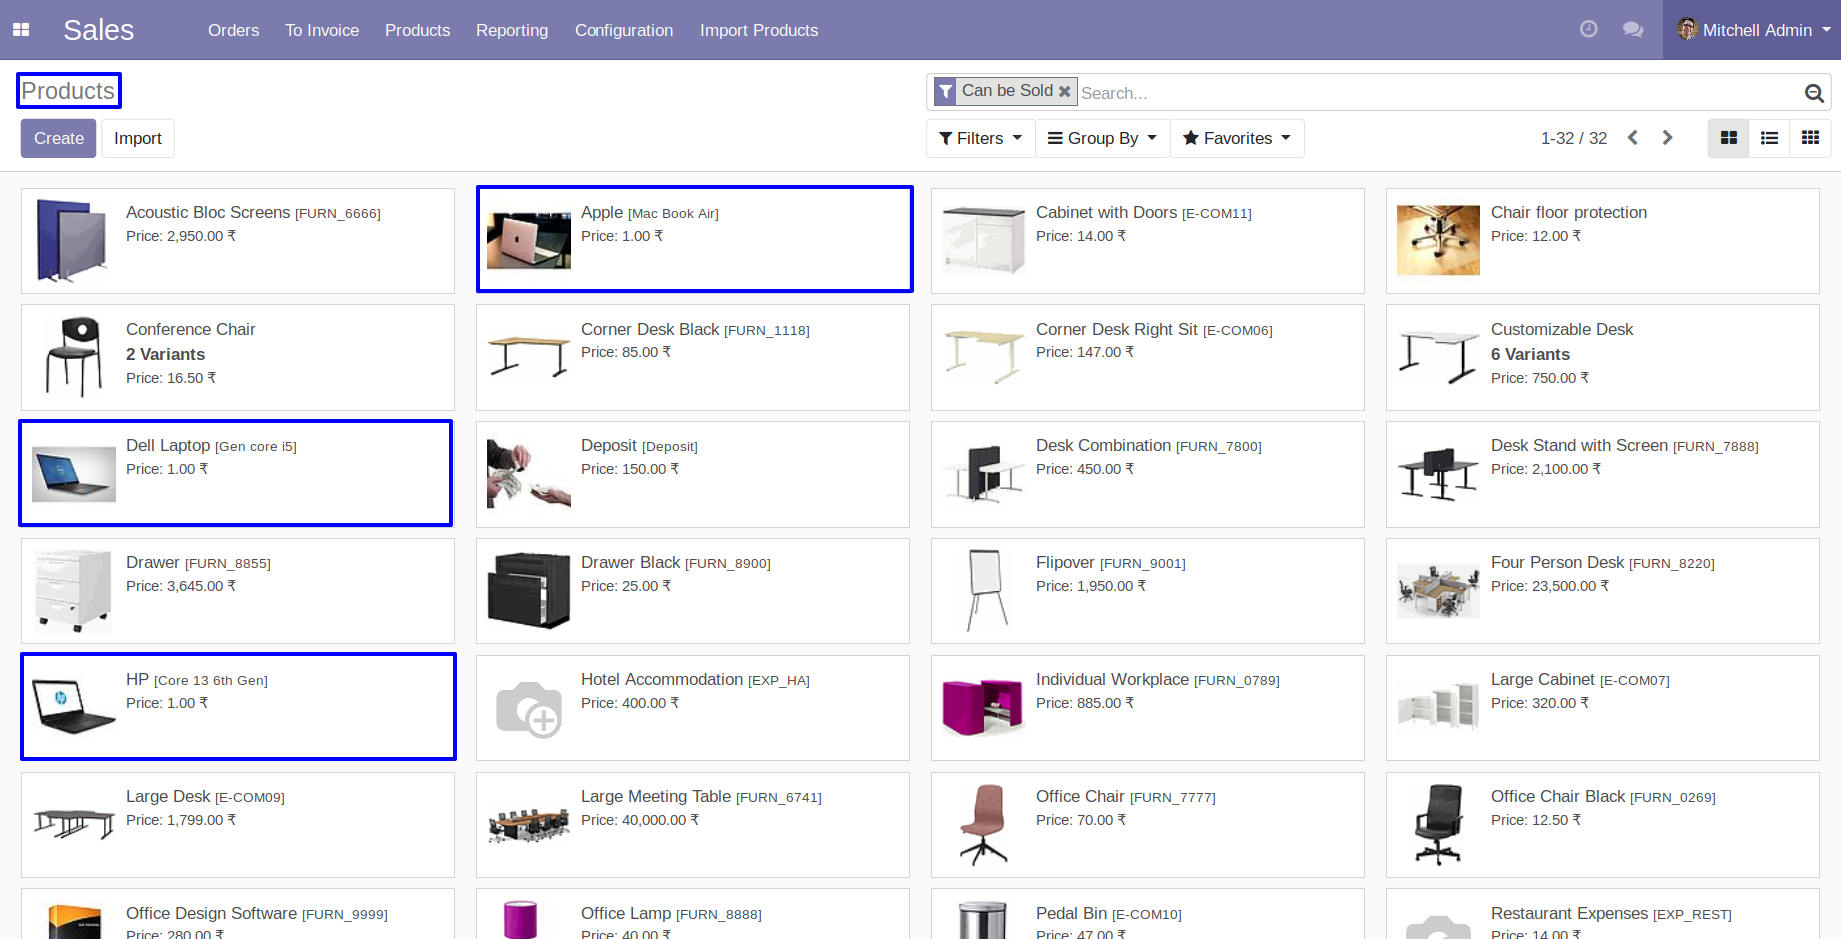 Sales Orders To Invoice Products Reporting Configuration Import Products Mitchell Admin
Products
Can be Sold Search...
Create Import Filters Group By Favorites 1-32 / 32
Acoustic Bloc Screens [FURN_6666]
Price: 2,950.00 ₹
Apple [Mac Book Air]
Price: 1.00 ₹
Cabinet with Doors [E-COM11]
Price: 14.00 ₹
Chair floor protection
Price: 12.00 ₹
Conference Chair
2 Variants
Price: 16.50 ₹
Corner Desk Black [FURN_1118]
Price: 85.00 ₹
Corner Desk Right Sit [E-COM06]
Price: 147.00 ₹
Customizable Desk
6 Variants
Price: 750.00 ₹
Dell Laptop [Gen core i5]
Price: 1.00 ₹
Deposit [Deposit]
Price: 150.00 ₹
Desk Combination [FURN_7800]
Price: 450.00 ₹
Desk Stand with Screen [FURN_7888]
Price: 2,100.00 ₹
Drawer [FURN_8855]
Price: 3,645.00 ₹
Drawer Black [FURN_8900]
Price: 25.00 ₹
Flipover [FURN_9001]
Price: 1,950.00 ₹
Four Person Desk [FURN_8220]
Price: 23,500.00 ₹
HP [Core 13 6th Gen]
Price: 1.00 ₹
Hotel Accommodation [EXP_HA]
Price: 400.00 ₹
Individual Workplace [FURN_0789]
Price: 885.00 ₹
Large Cabinet [E-COM07]
Price: 320.00 ₹
Large Desk [E-COM09]
Price: 1,799.00 ₹
Large Meeting Table [FURN_6741]
Price: 40,000.00 ₹
Office Chair [FURN_7777]
Price: 70.00 ₹
Office Chair Black [FURN_0269]
Price: 12.50 ₹
Office Design Software [FURN_9999]
Price: 280.00 ₹
Office Lamp [FURN_8888]
Price: 40.00 ₹
Pedal Bin [E-COM10]
Price: 47.00 ₹
Restaurant Expenses [EXP_REST]
Price: 14.00 ₹